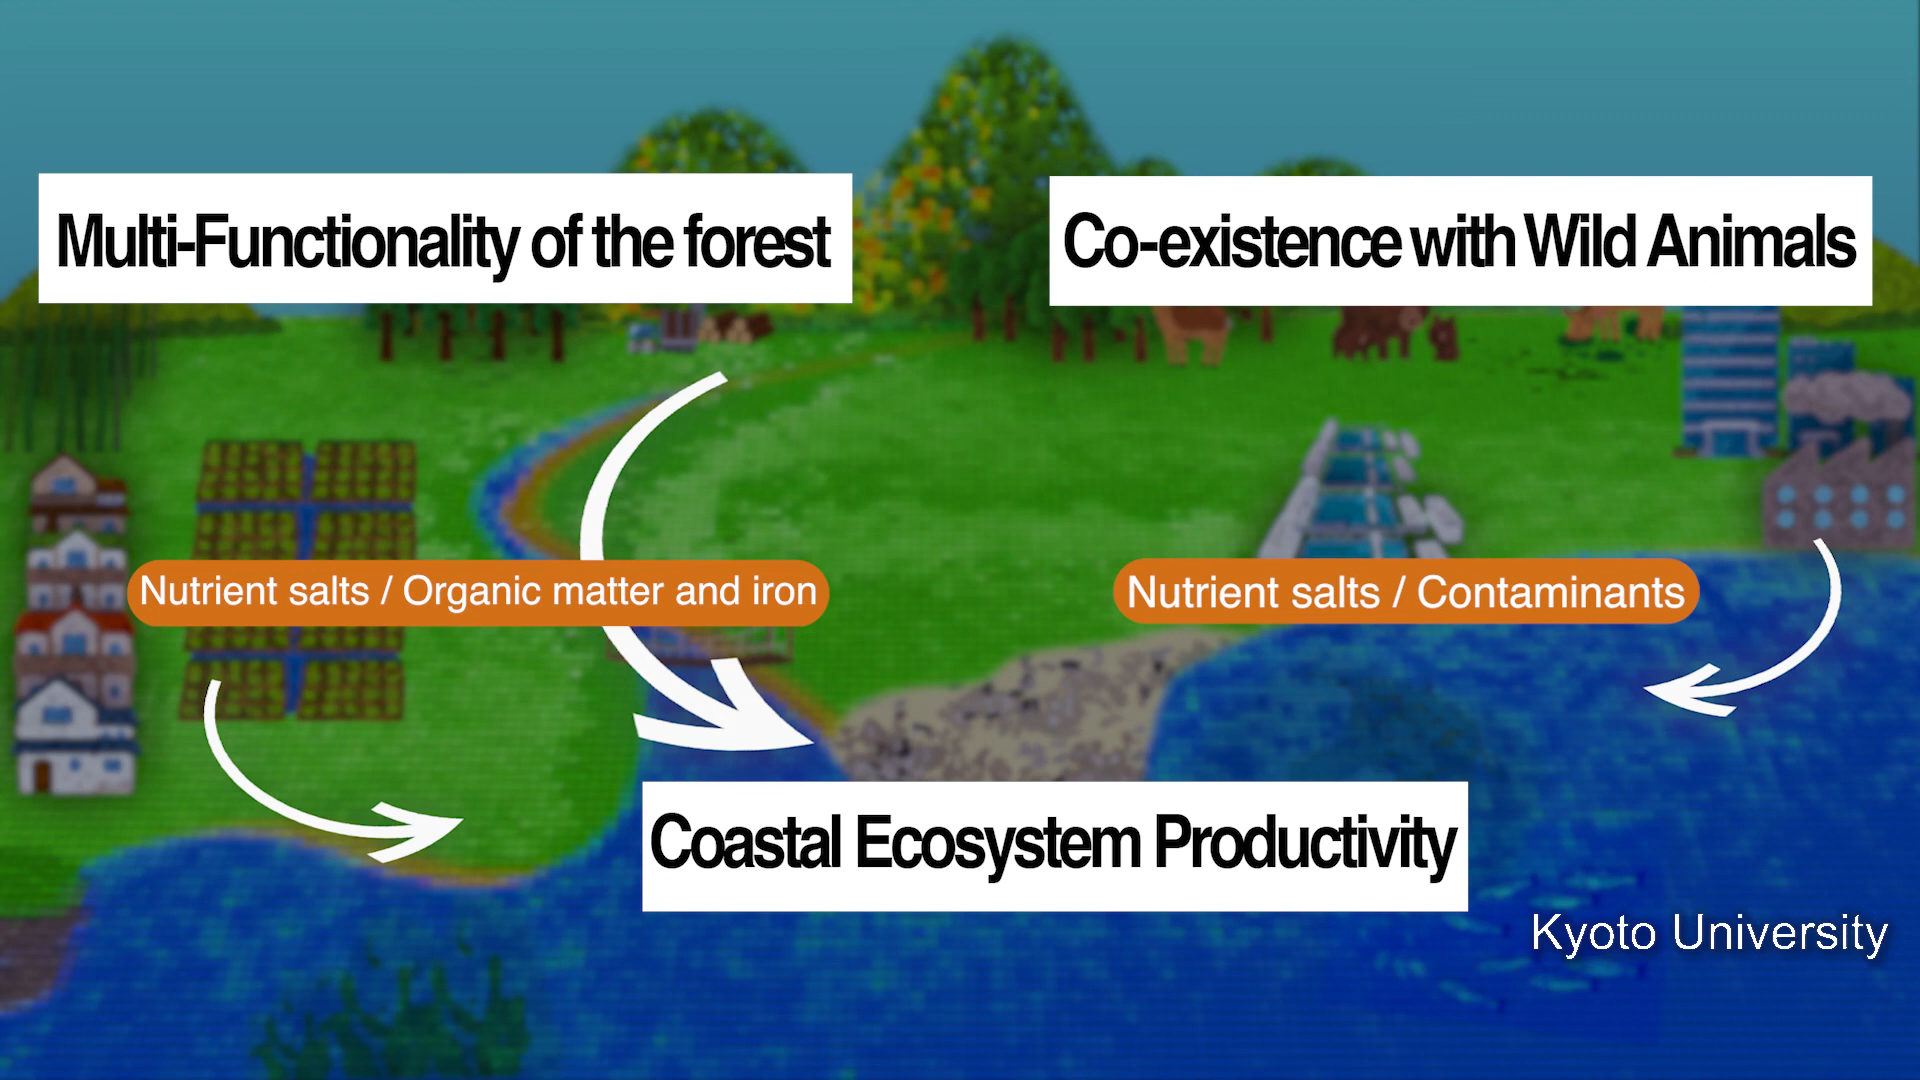 Multi-Functionality of the forest
Co-existence with Wild Animals
Nutrient salts / Organic matter and iron
Nutrient salts / Contaminants
Coastal Ecosystem Productivity
Kyoto University